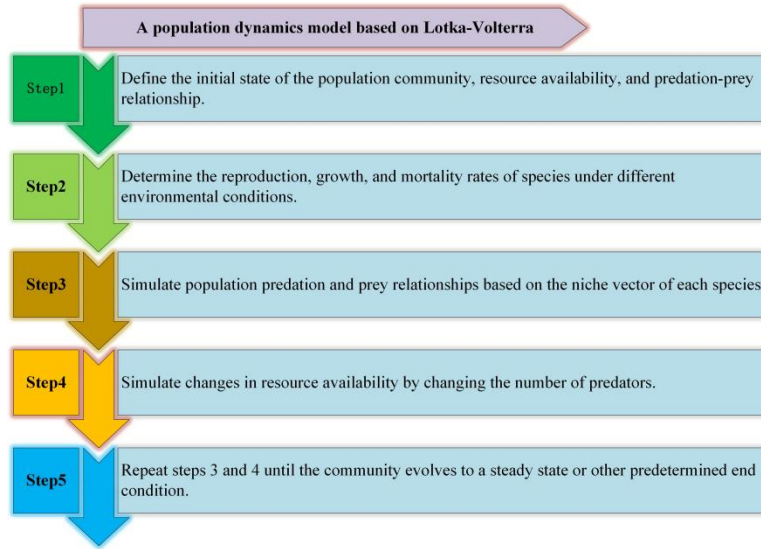 A population dynamics model based on Lotka-Volterra
Step1
Define the initial state of the population community, resource availability, and predation-prey
relationship.
Step2
Determine the reproduction, growth, and mortality rates of species under different
environmental conditions.
Step3
Simulate population predation and prey relationships based on the niche vector of each species
Step4
Simulate changes in resource availability by changing the number of predators.
Step5
Repeat steps 3 and 4 until the community evolves to a steady state or other predetermined end
condition.